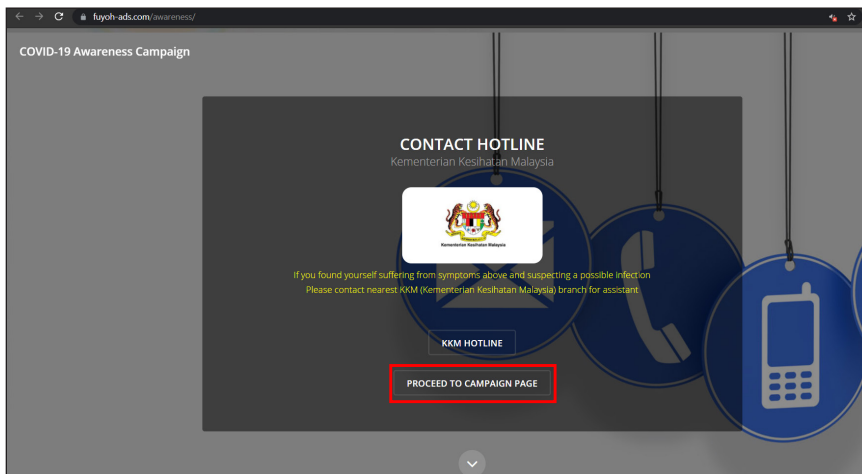 fuyoh-ads.com/awareness/
COVID-19 Awareness Campaign
CONTACT HOTLINE
Kementerian Kesihatan Malaysia
Kementerian Kesihatan Malaysia
If you found yourself suffering from symptoms above and suspecting a possible infection
Please contact nearest KKM (Kementerian Kesihatan Malaysia) branch for assistant
KKM HOTLINE
PROCEED TO CAMPAIGN PAGE